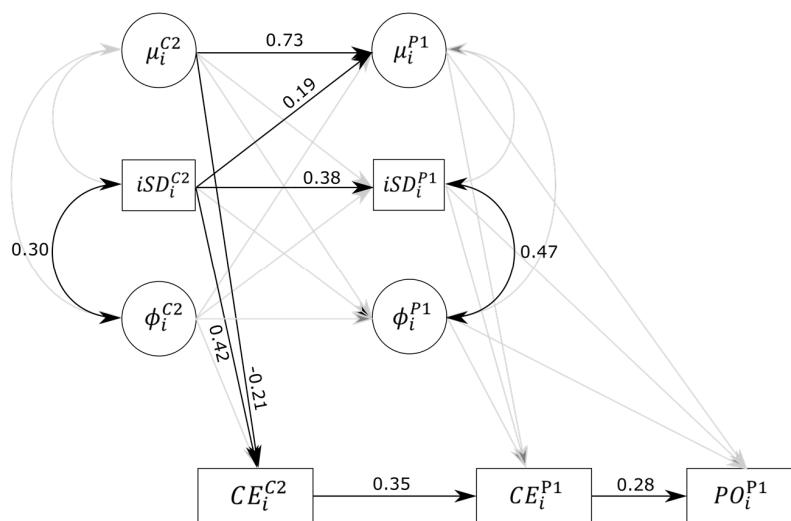 μ_i^{C2} 0.73 μ_i^{P1}
0.19
iSD_i^{C2} 0.38 iSD_i^{P1}
0.30 0.47
ϕ_i^{C2} ϕ_i^{P1}
0.42 -0.21
CE_i^{C2} 0.35 CE_i^{P1} 0.28 PO_i^{P1}